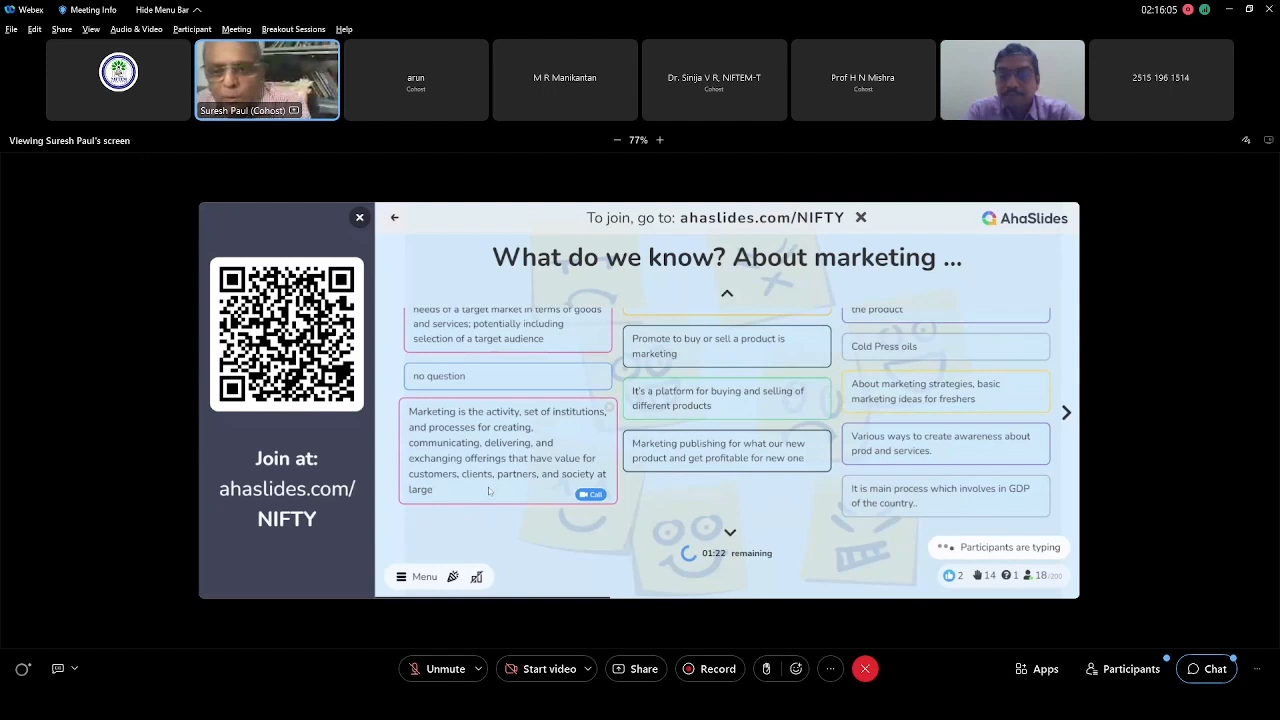 Webex
Meeting Info
Hide Menu Bar
02:16:05
File Edit Share View Audio & Video Participant Meeting Breakout Sessions Help
Suresh Paul (Cohost)
arun
Cohost
M R Manikantan
Dr. Sinija V R, NIFTEM-T
Cohost
Prof H N Mishra
Cohost
2515 196 1514
Viewing Suresh Paul's screen
77%
To join, go to: ahaslides.com/NIFTY
AhaSlides
What do we know? About marketing ...
Join at:
ahaslides.com/
NIFTY
needs of a target market in terms of goods
and services; potentially including
selection of a target audience
no question
Marketing is the activity, set of institutions,
and processes for creating,
communicating, delivering, and
exchanging offerings that have value for
customers, clients, partners, and society at
large
Call
Promote to buy or sell a product is
marketing
It's a platform for buying and selling of
different products
Marketing publishing for what our new
product and get profitable for new one
the product
Cold Press oils
About marketing strategies, basic
marketing ideas for freshers
Various ways to create awareness about
prod and services.
It is main process which involves in GDP
of the country..
01:22 remaining
Participants are typing
Menu
2 14 1 18/200
Unmute
Start video
Share
Record
Apps
Participants
Chat